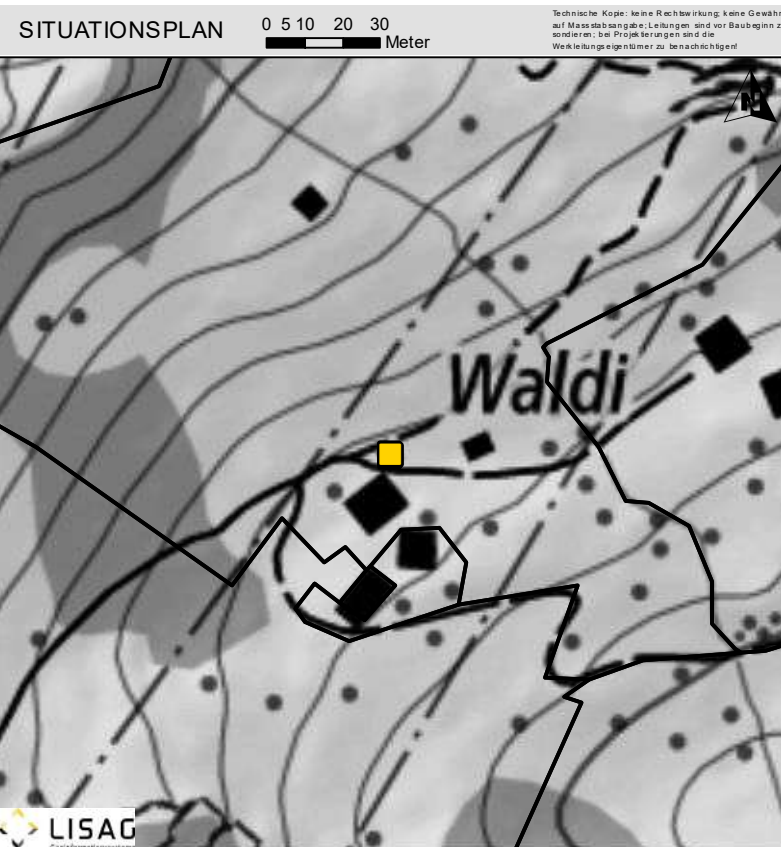 SITUATIONSPLAN
0 5 10 20 30
Meter
Technische Kopie: keine Rechtswirkung; keine Gewähr
auf Massstabsangabe; Leitungen sind vor Baubeginn z
sondieren; bei Projektierungen sind die
Werkleitungseigentümer zu benachrichtigen!
N
Waldi
LISAG